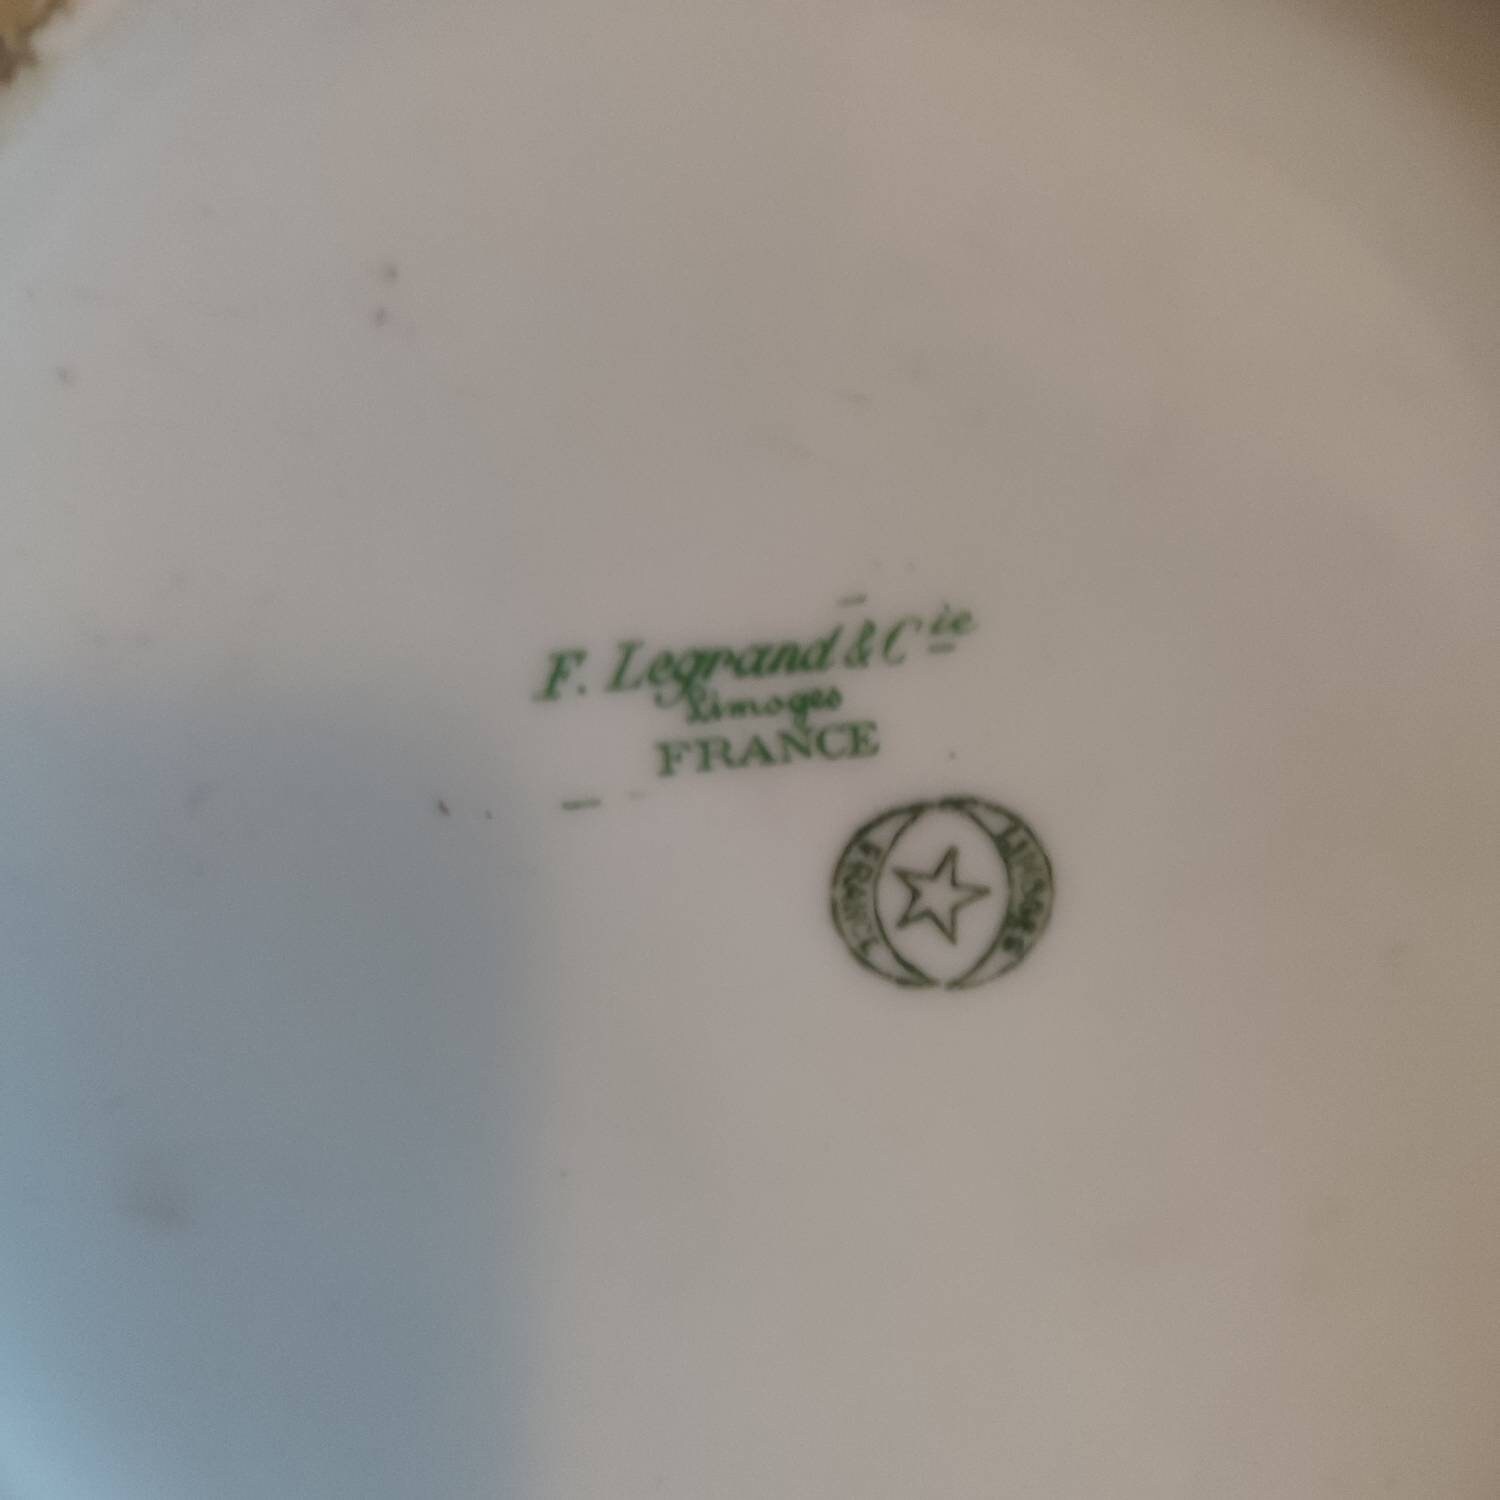 F. Legrand & Cie
Limoges
FRANCE
FRANCE
LIMOGES